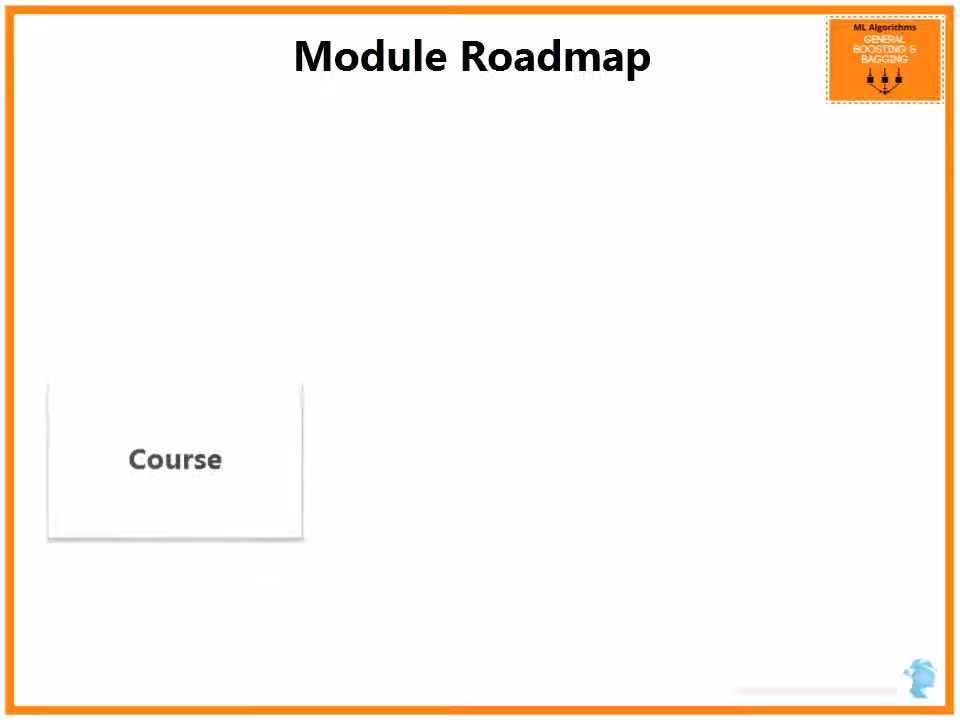 Module Roadmap
ML Algorithms
GENERAL
BOOSTING &
BAGGING
Course